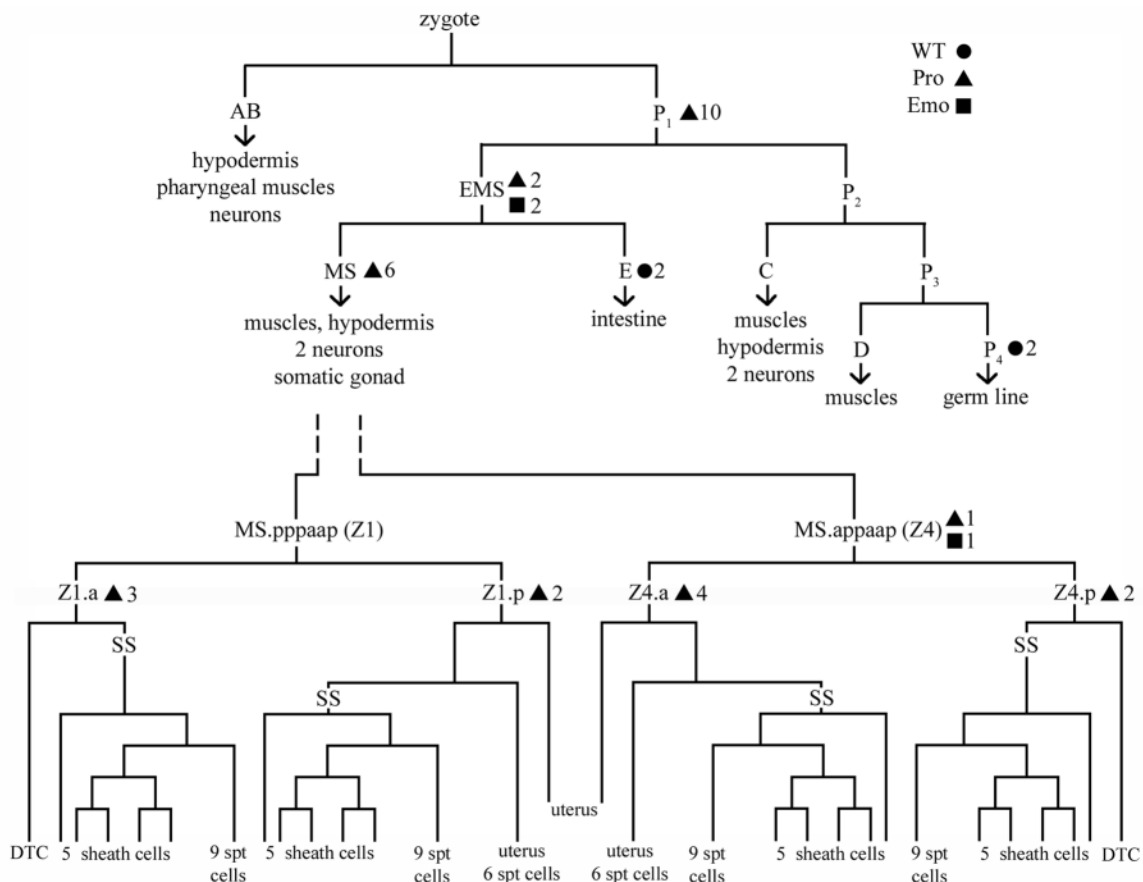 zygote
WT ●
Pro ▲
Emo ■
AB
P₁ ▲10
hypodermis
pharyngeal muscles
neurons
EMS ▲2
■2
P₂
MS ▲6
E ●2
C
P₃
muscles, hypodermis
2 neurons
somatic gonad
intestine
muscles
hypodermis
2 neurons
D
P₄ ●2
muscles
germ line
MS.pppaap (Z1)
MS.appaap (Z4) ▲1
■1
Z1.a ▲3
Z1.p ▲2
Z4.a ▲4
Z4.p ▲2
SS
SS
SS
SS
uterus
DTC
5 sheath cells
9 spt
cells
5 sheath cells
9 spt
cells
uterus
6 spt cells
uterus
6 spt cells
9 spt
cells
5 sheath cells
9 spt
cells
5 sheath cells
DTC